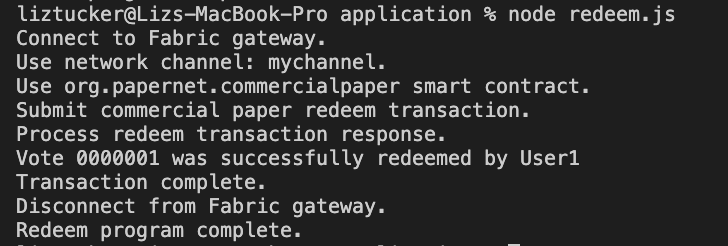 liztucker@Lizs-MacBook-Pro application % node redeem.js
Connect to Fabric gateway.
Use network channel: mychannel.
Use org.papernet.commercialpaper smart contract.
Submit commercial paper redeem transaction.
Process redeem transaction response.
Vote 0000001 was successfully redeemed by User1
Transaction complete.
Disconnect from Fabric gateway.
Redeem program complete.